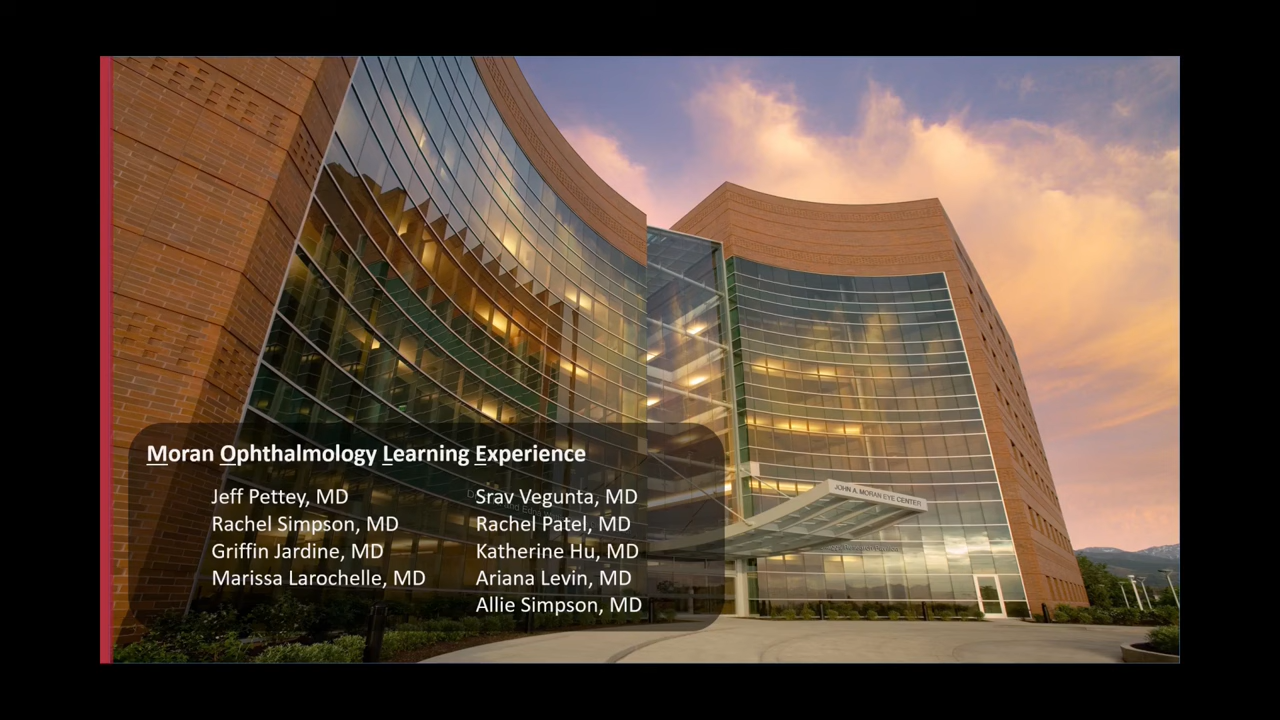 Moran Ophthalmology Learning Experience
Jeff Pettey, MD
Rachel Simpson, MD
Griffin Jardine, MD
Marissa Larochelle, MD
Srav Vegunta, MD
Rachel Patel, MD
Katherine Hu, MD
Ariana Levin, MD
Allie Simpson, MD
JOHN A. MORAN EYE CENTER